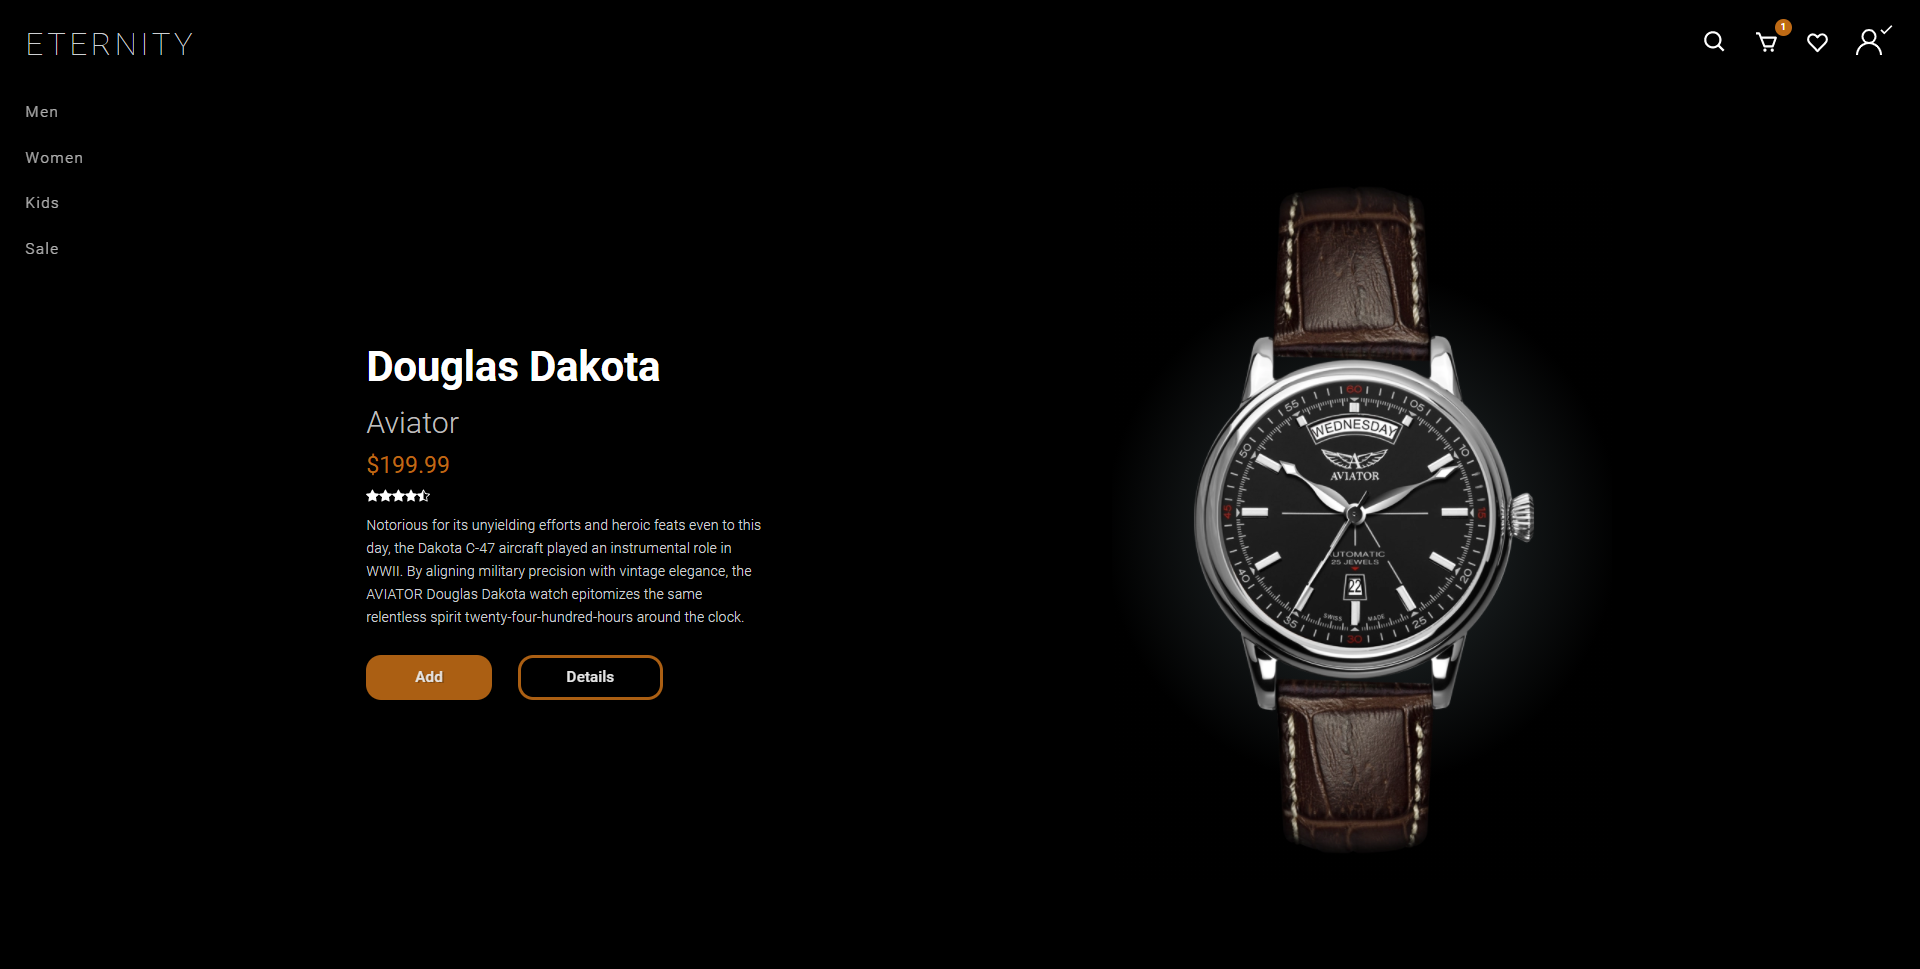 ETERNITY
1
Men
Women
Kids
Sale
Douglas Dakota
Aviator
$199.99
Notorious for its unyielding efforts and heroic feats even to this
day, the Dakota C-47 aircraft played an instrumental role in
WWII. By aligning military precision with vintage elegance, the
AVIATOR Douglas Dakota watch epitomizes the same
relentless spirit twenty-four-hundred-hours around the clock.
Add
Details
60
55
05
WEDNESDAY
50
10
AVIATOR
45
15
AUTOMATIC
25 JEWELS
40
22
20
35
SWISS MADE
25
30